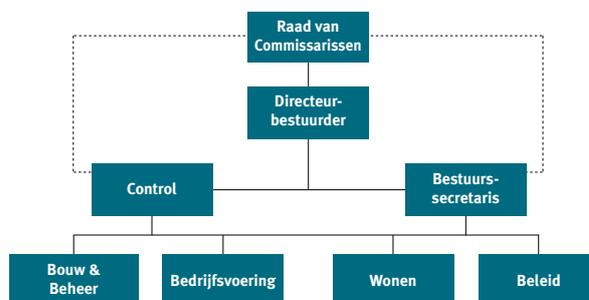 Raad van
Commissarissen
Directeur-
bestuurder
Control
Bestuurs-
secretaris
Bouw &
Beheer
Bedrijfsvoering
Wonen
Beleid